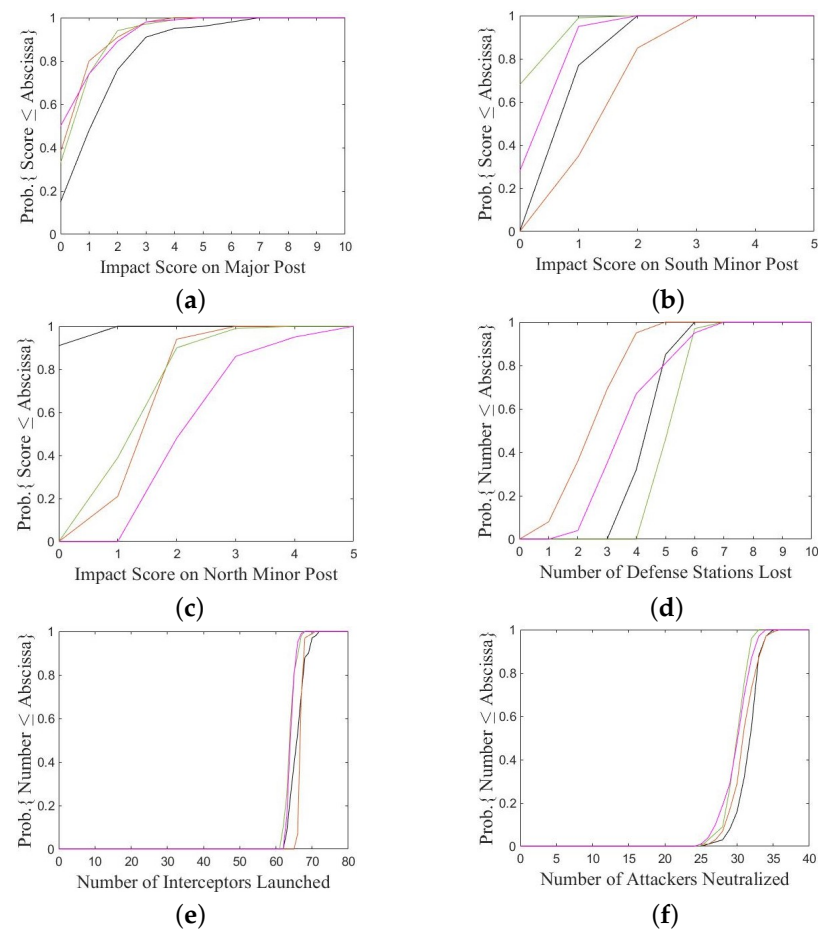 1
0.8
0.6
0.4
0.2
0
Prob.{ Score ≤ Abscissa}
0 1 2 3 4 5 6 7 8 9 10
Impact Score on Major Post
(a)
1
0.8
0.6
0.4
0.2
0
Prob.{ Score ≤ Abscissa}
0 1 2 3 4 5
Impact Score on South Minor Post
(b)
1
0.8
0.6
0.4
0.2
0
Prob.{ Score ≤ Abscissa}
0 1 2 3 4 5
Impact Score on North Minor Post
(c)
1
0.8
0.6
0.4
0.2
0
Prob.{ Number ≤ Abscissa}
0 1 2 3 4 5 6 7 8 9 10
Number of Defense Stations Lost
(d)
1
0.8
0.6
0.4
0.2
0
Prob.{ Number ≤ Abscissa}
0 10 20 30 40 50 60 70 80
Number of Interceptors Launched
(e)
1
0.8
0.6
0.4
0.2
0
Prob.{ Number ≤ Abscissa}
0 5 10 15 20 25 30 35 40
Number of Attackers Neutralized
(f)